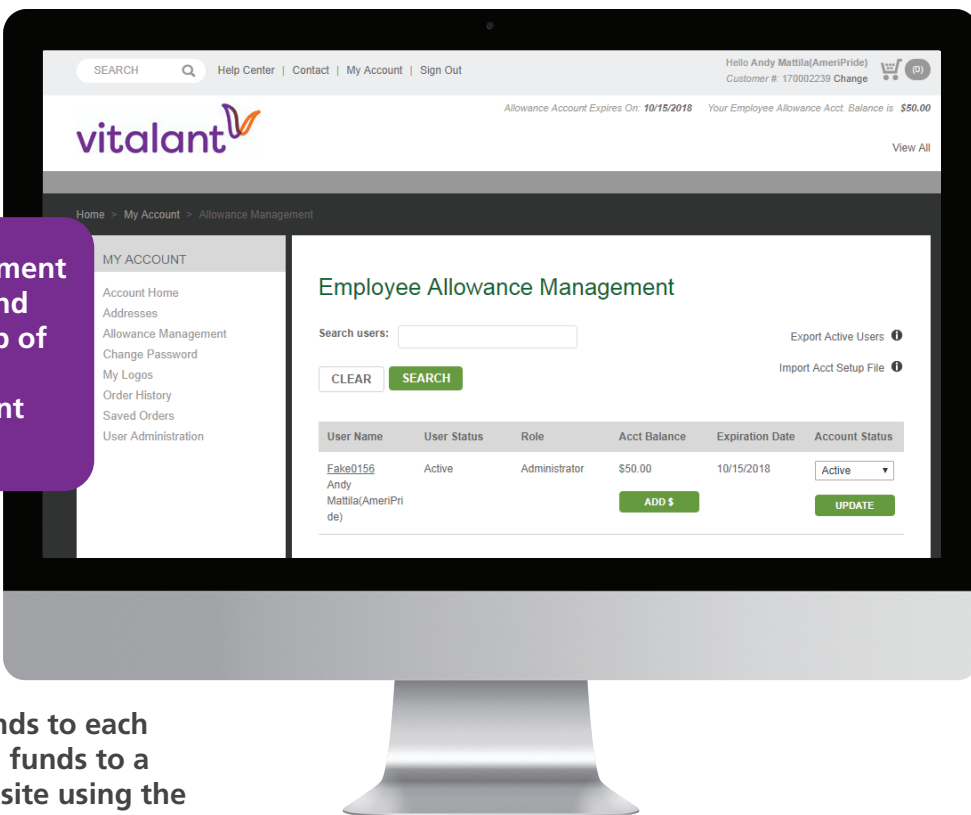 SEARCH Help Center | Contact | My Account | Sign Out
Hello Andy Mattila(AmeriPride)
Customer #: 170002239 Change
(0)
vitalant
Allowance Account Expires On: 10/15/2018 Your Employee Allowance Acct. Balance is $50.00
View All
Home > My Account > Allowance Management
ment
nd
p of
nt
MY ACCOUNT
Account Home
Addresses
Allowance Management
Change Password
My Logos
Order History
Saved Orders
User Administration
Employee Allowance Management
Search users:
Export Active Users
Import Acct Setup File
CLEAR SEARCH
User Name User Status Role Acct Balance Expiration Date Account Status
Fake0156 Active Administrator $50.00 10/15/2018 Active
Andy
Mattila(AmeriPri
de)
ADD $ UPDATE
nds to each
funds to a
site using the